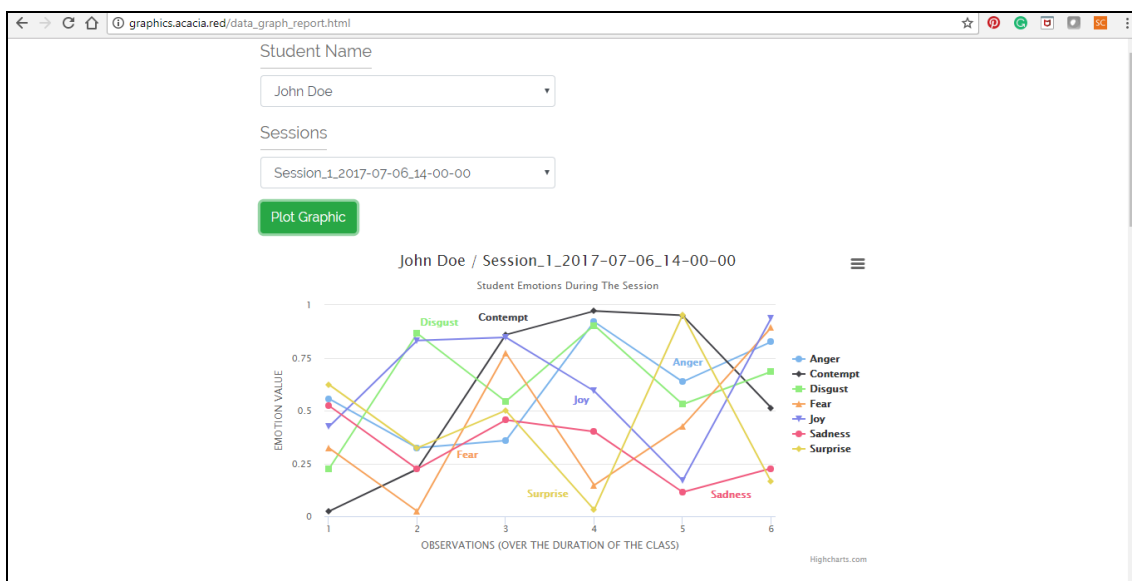 graphics.acacia.red/data_graph_report.html
SC
Student Name
John Doe
Sessions
Session_1_2017-07-06_14-00-00
Plot Graphic
John Doe / Session_1_2017-07-06_14-00-00
Student Emotions During The Session
EMOTION VALUE
1
0.75
0.5
0.25
0
Disgust
Contempt
Anger
Joy
Fear
Surprise
Sadness
1 2 3 4 5 6
OBSERVATIONS (OVER THE DURATION OF THE CLASS)
Anger
Contempt
Disgust
Fear
Joy
Sadness
Surprise
Highcharts.com